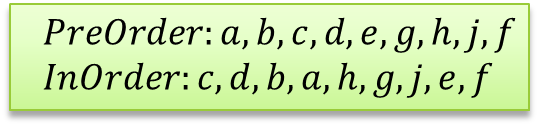 PreOrder: a, b, c, d, e, g, h, j, f
InOrder: c, d, b, a, h, g, j, e, f